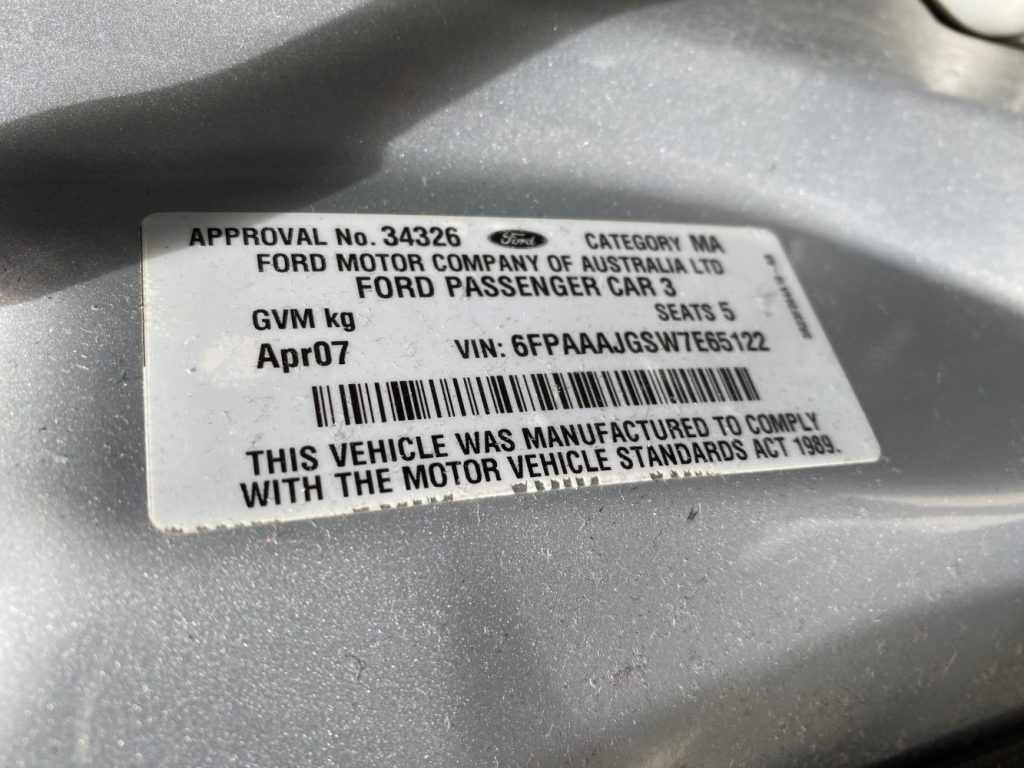 APPROVAL No. 34326 Ford CATEGORY MA
FORD MOTOR COMPANY OF AUSTRALIA LTD
FORD PASSENGER CAR 3
GVM kg SEATS 5
Apr07 VIN: 6FPAAAJGSW7E65122
THIS VEHICLE WAS MANUFACTURED TO COMPLY
WITH THE MOTOR VEHICLE STANDARDS ACT 1989.